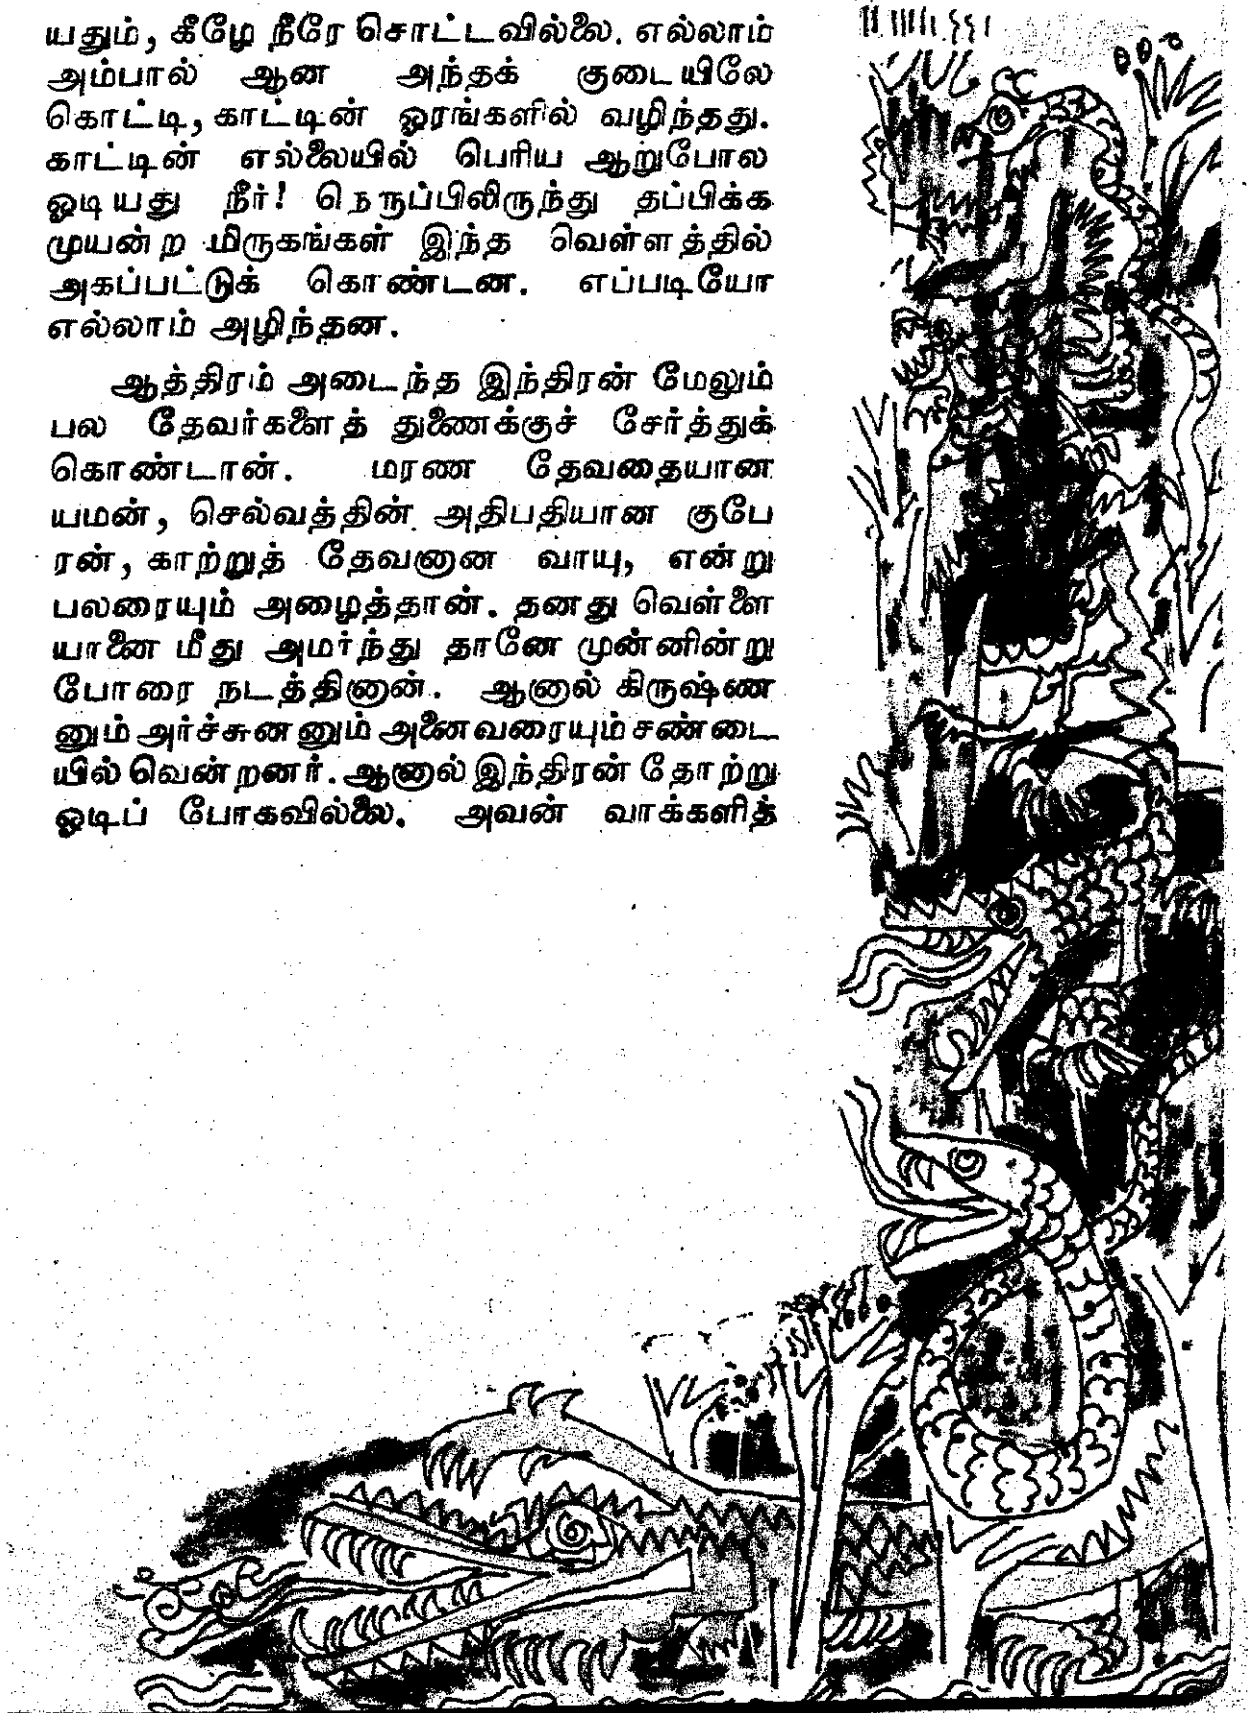 யதும், கீழே நீரே சொட்டவில்லை. எல்லாம்
அம்பால் ஆன அந்தக் குடையிலே
கொட்டி, காட்டின் ஓரங்களில் வழிந்தது.
காட்டின் எல்லையில் பெரிய ஆறுபோல
ஓடியது நீர்! நெருப்பிலிருந்து தப்பிக்க
முயன்ற மிருகங்கள் இந்த வெள்ளத்தில்
அகப்பட்டுக் கொண்டன. எப்படியோ
எல்லாம் அழிந்தன.
ஆத்திரம் அடைந்த இந்திரன் மேலும்
பல தேவர்களைத் துணைக்குச் சேர்த்துக்
கொண்டான். மரண தேவதையான
யமன், செல்வத்தின் அதிபதியான குபே
ரன், காற்றுத் தேவனான வாயு, என்று
பலரையும் அழைத்தான். தனது வெள்ளை
யானை மீது அமர்ந்து தானே முன்னின்று
போரை நடத்தினான். ஆனால் கிருஷ்ண
னும் அர்ச்சுனனும் அனைவரையும் சண்டை
யில் வென்றனர். ஆனால் இந்திரன் தோற்று
ஓடிப் போகவில்லை. அவன் வாக்களித்